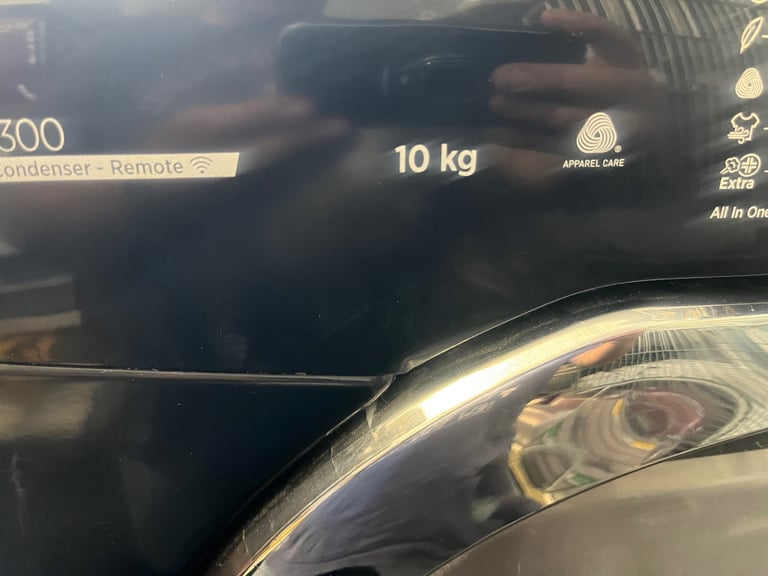 300
Condenser - Remote
10 kg
APPAREL CARE
Extra
All In One